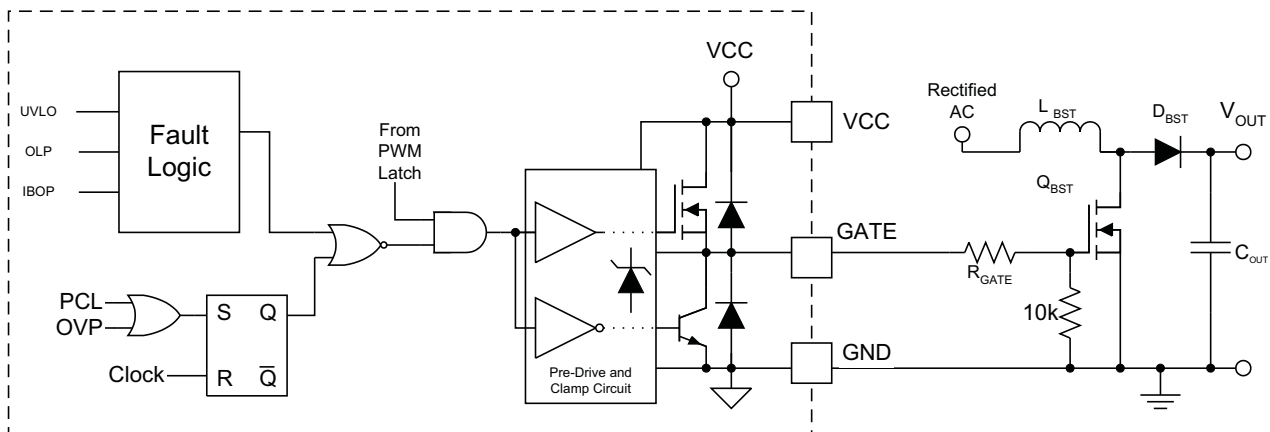 UVLO
OLP
IBOP
Fault
Logic
From
PWM
Latch
VCC
VCC
GATE
GND
PCL
OVP
Clock
S Q
R Q̅
Pre-Drive and
Clamp Circuit
Rectified
AC
L BST
D BST
V OUT
Q BST
R GATE
10k
C OUT